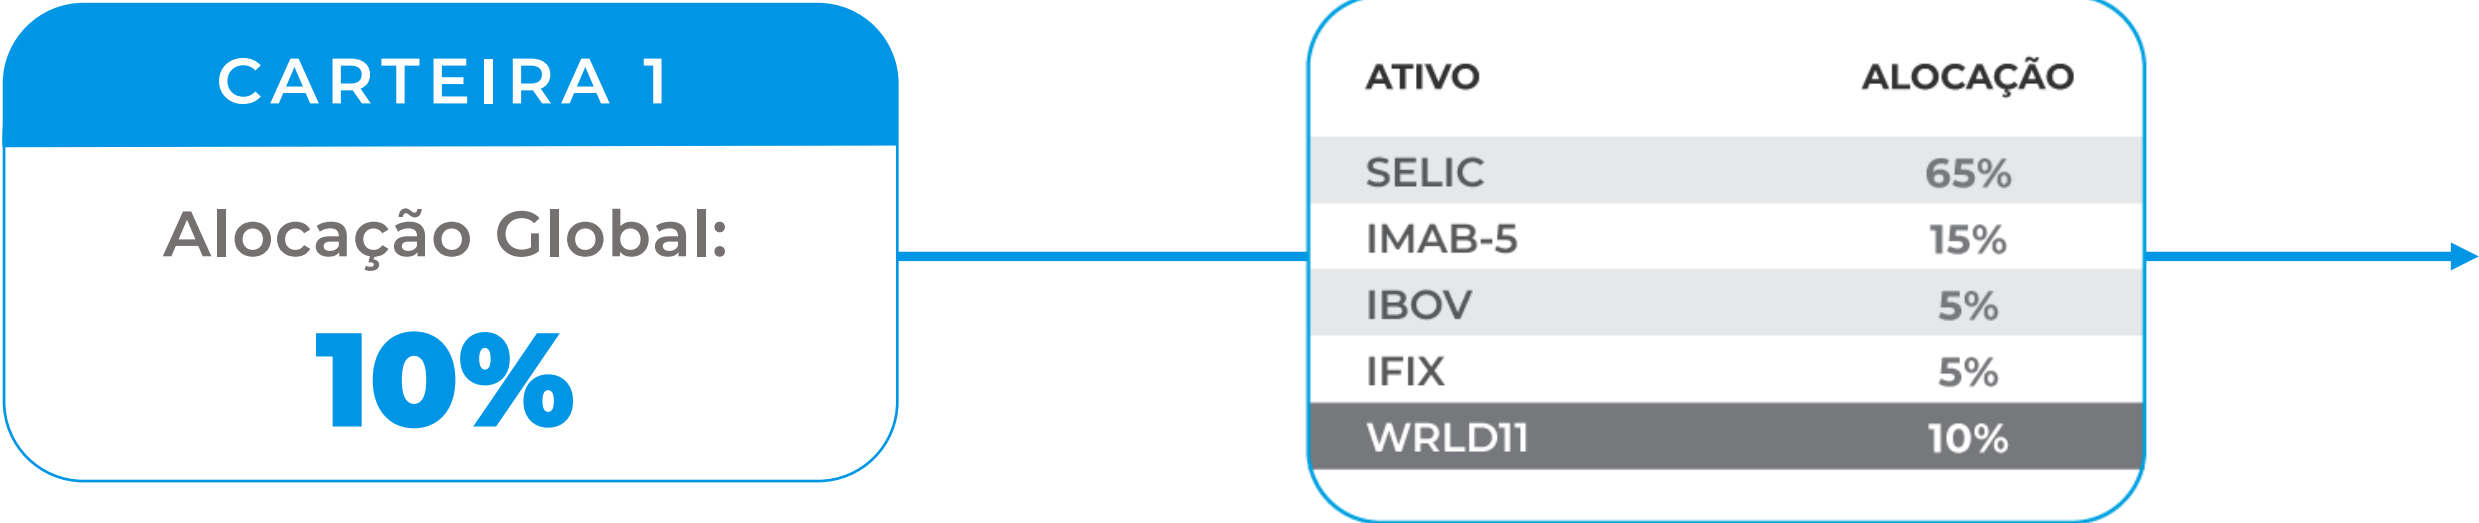 CARTEIRA 1
Alocação Global:
10%
ATIVO ALOCAÇÃO
SELIC 65%
IMAB-5 15%
IBOV 5%
IFIX 5%
WRLD11 10%